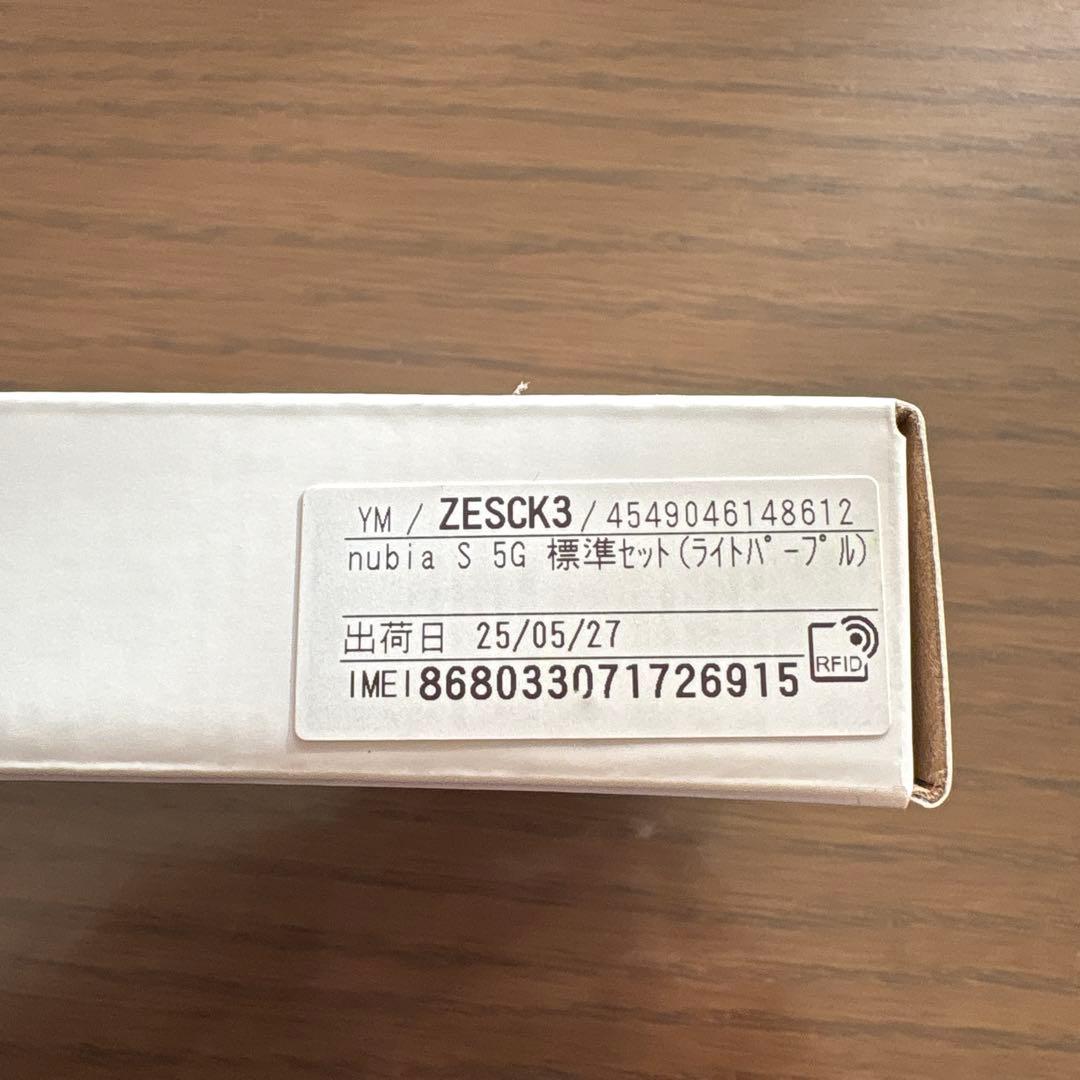 YM / ZESCK3 / 4549046148612
nubia S 5G 標準ｾｯﾄ(ﾗｲﾄﾊﾟｰﾌﾟﾙ)
出荷日 25/05/27
RFID
IMEI 868033071726915